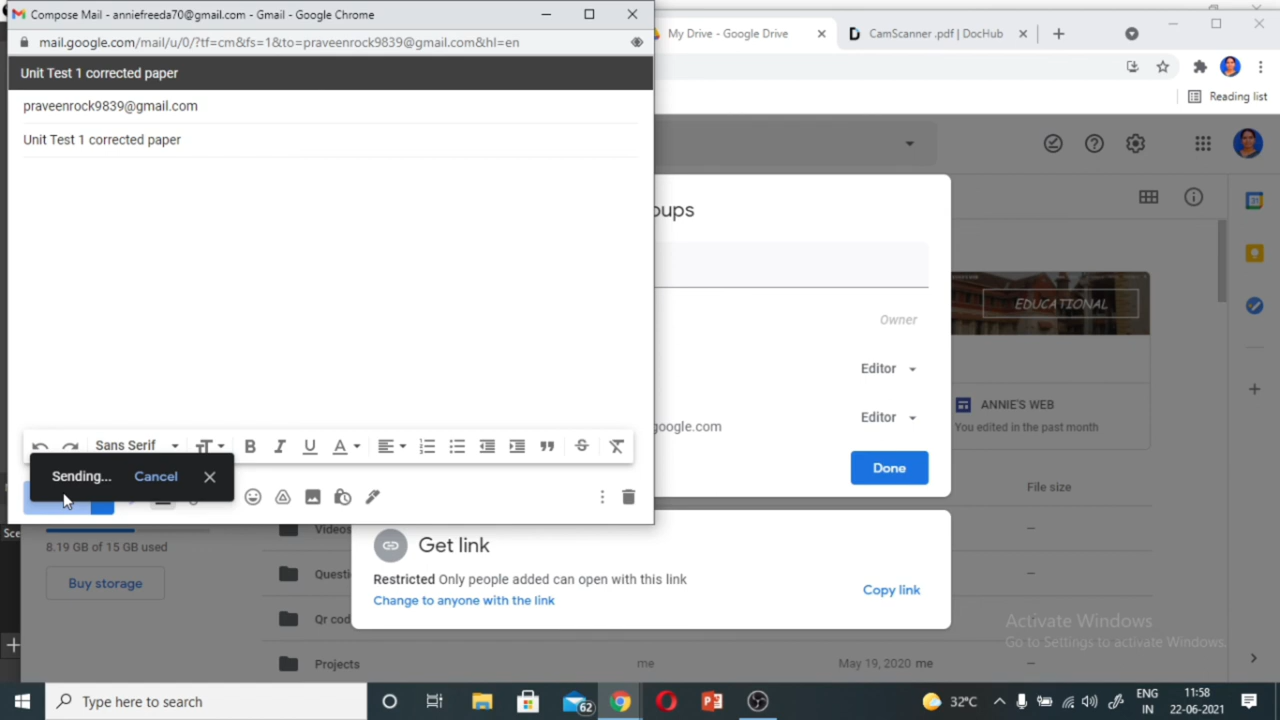 Compose Mail - anniefreeda70@gmail.com - Gmail - Google Chrome
mail.google.com/mail/u/0/?tf=cm&fs=1&to=praveenrock9839@gmail.com&hl=en
Unit Test 1 corrected paper
praveenrock9839@gmail.com
Unit Test 1 corrected paper
Sans Serif
Sending... Cancel
My Drive - Google Drive
CamScanner .pdf | DocHub
Reading list
oups
Owner
Editor
Editor
google.com
Done
EDUCATIONAL
ANNIE'S WEB
You edited in the past month
File size
8.19 GB of 15 GB used
Buy storage
Videos
Questi
Qr cod
Projects
me
May 19, 2020 me
Get link
Restricted Only people added can open with this link
Change to anyone with the link
Copy link
Activate Windows
Go to Settings to activate Windows.
Sce
Type here to search
62
32°C
ENG
IN
11:58
22-06-2021